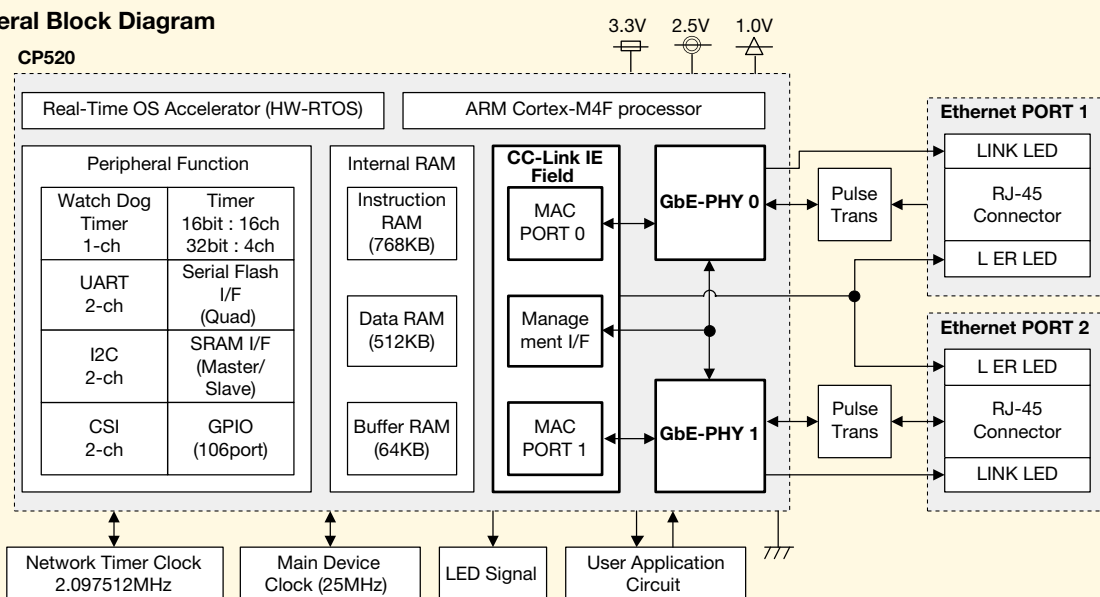 eral Block Diagram
CP520
3.3V
2.5V
1.0V
Real-Time OS Accelerator (HW-RTOS)
ARM Cortex-M4F processor
Peripheral Function
Watch Dog
Timer
1-ch
Timer
16bit : 16ch
32bit : 4ch
UART
2-ch
Serial Flash
I/F
(Quad)
I2C
2-ch
SRAM I/F
(Master/
Slave)
CSI
2-ch
GPIO
(106port)
Internal RAM
Instruction
RAM
(768KB)
Data RAM
(512KB)
Buffer RAM
(64KB)
CC-Link IE
Field
MAC
PORT 0
Manage
ment I/F
MAC
PORT 1
GbE-PHY 0
GbE-PHY 1
Pulse
Trans
Pulse
Trans
Ethernet PORT 1
LINK LED
RJ-45
Connector
L ER LED
Ethernet PORT 2
L ER LED
RJ-45
Connector
LINK LED
Network Timer Clock
2.097512MHz
Main Device
Clock (25MHz)
LED Signal
User Application
Circuit